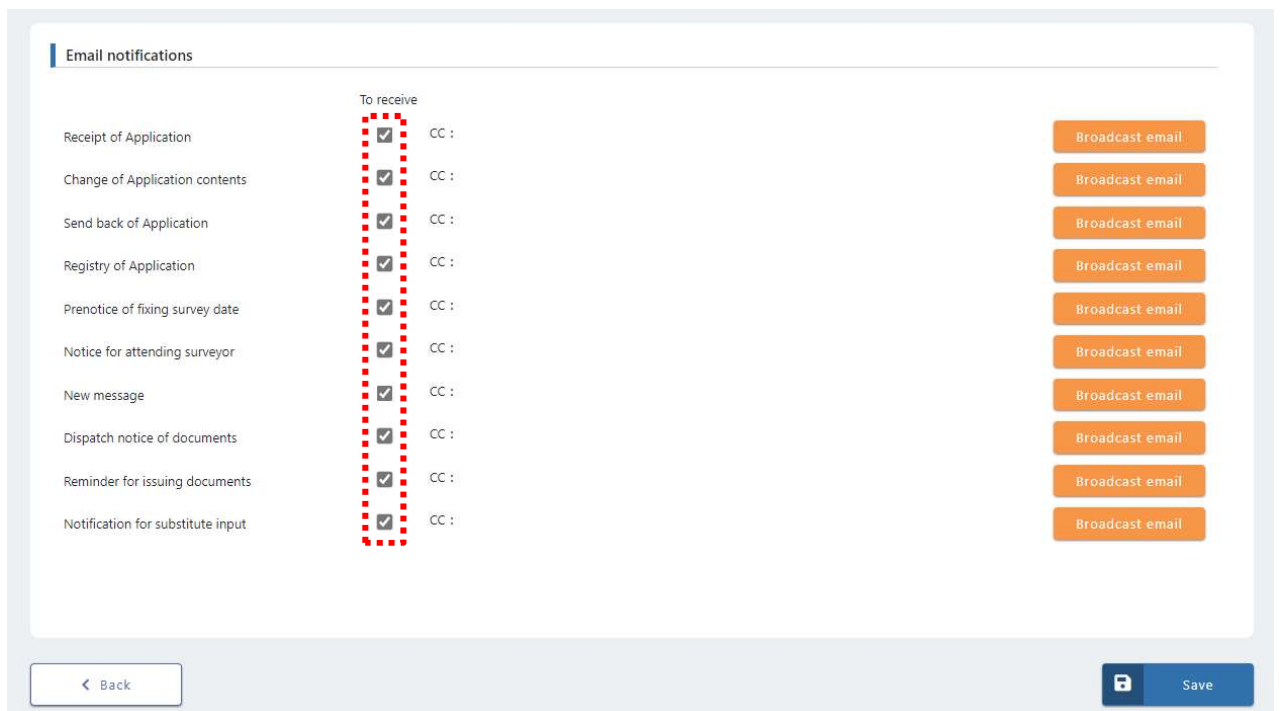 Email notifications
To receive
Receipt of Application CC : Broadcast email
Change of Application contents CC : Broadcast email
Send back of Application CC : Broadcast email
Registry of Application CC : Broadcast email
Prenotice of fixing survey date CC : Broadcast email
Notice for attending surveyor CC : Broadcast email
New message CC : Broadcast email
Dispatch notice of documents CC : Broadcast email
Reminder for issuing documents CC : Broadcast email
Notification for substitute input CC : Broadcast email
Back Save